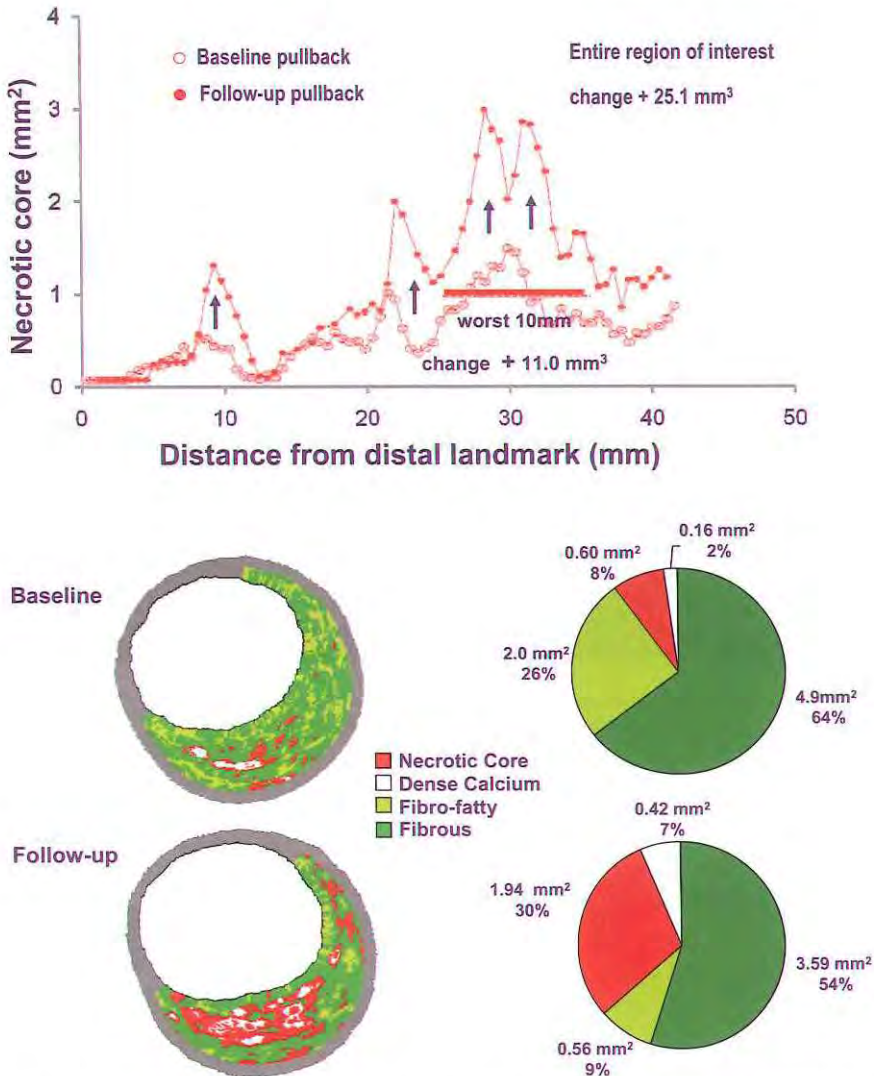 4
3
2
1
0
Necrotic core (mm²)
Baseline pullback
Follow-up pullback
Entire region of interest
change + 25.1 mm³
worst 10mm
change + 11.0 mm³
0 10 20 30 40 50
Distance from distal landmark (mm)
Baseline
0.16 mm²
2%
0.60 mm²
8%
2.0 mm²
26%
4.9mm²
64%
Necrotic Core
Dense Calcium
Fibro-fatty
Fibrous
Follow-up
0.42 mm²
7%
1.94 mm²
30%
3.59 mm²
54%
0.56 mm²
9%